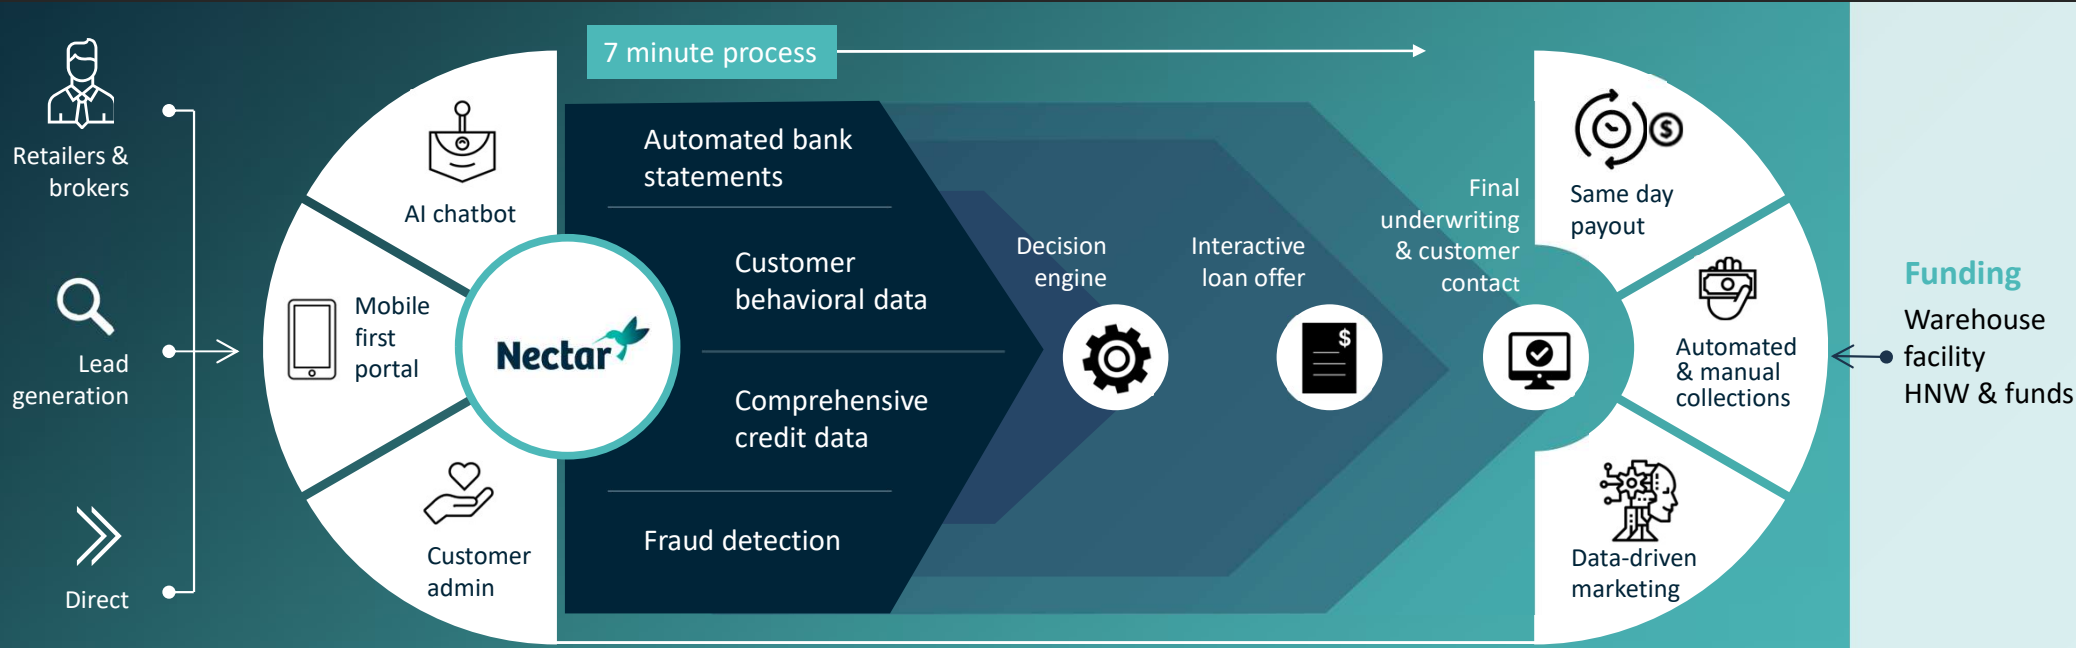 7 minute process
Retailers &
brokers
Lead
generation
Direct
AI chatbot
Mobile
first
portal
Customer
admin
Nectar
Automated bank
statements
Customer
behavioral data
Comprehensive
credit data
Fraud detection
Decision
engine
Interactive
loan offer
$
Final
underwriting
& customer
contact
$
Same day
payout
Automated
& manual
collections
Data-driven
marketing
Funding
Warehouse
facility
HNW & funds